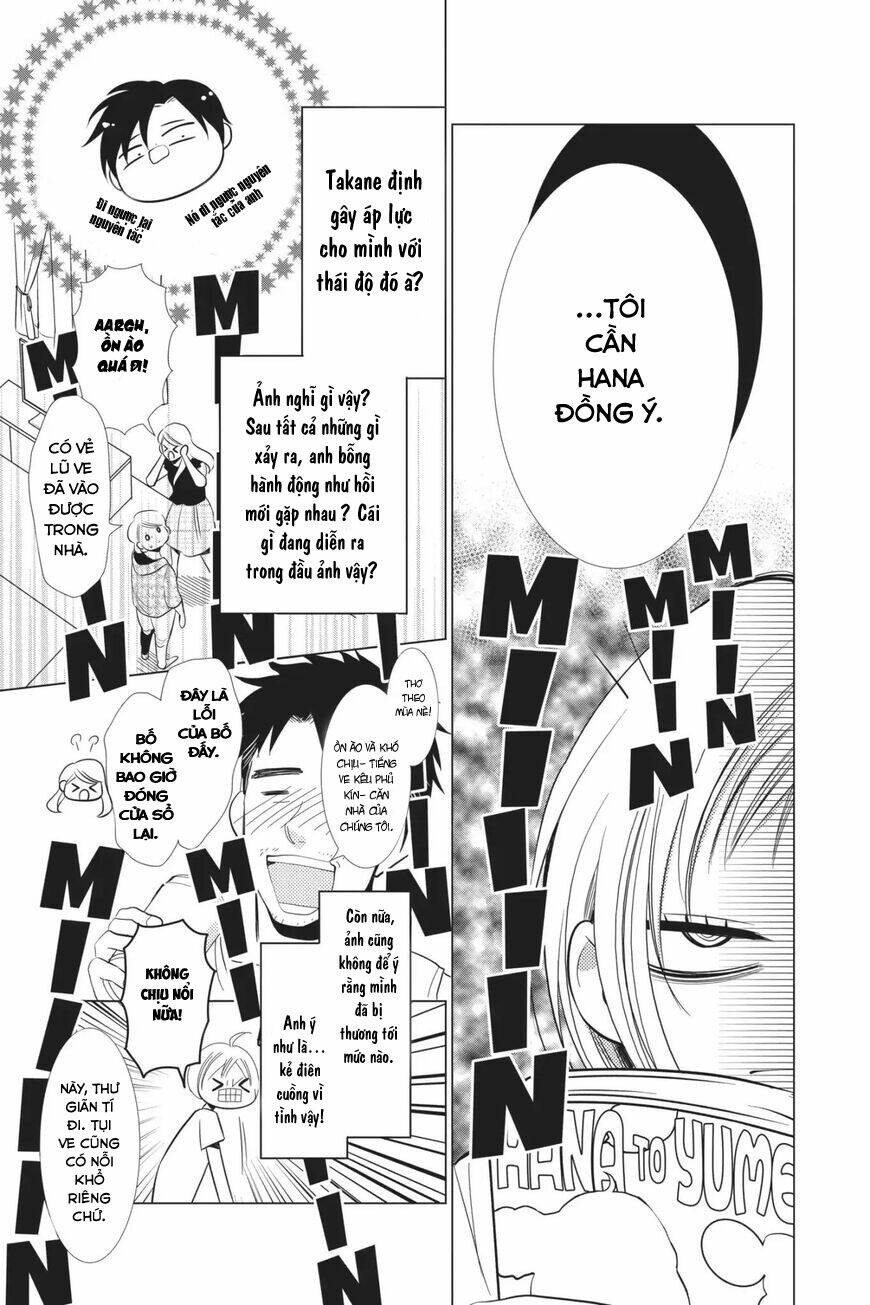 ...TÔI
CẦN
HANA
ĐỒNG Ý.
MIIN
MIIN
MIIIIIN
HANA TO YUME
Takane định
gây áp lực
cho mình với
thái độ đó à?
Đi ngược lại
nguyên tắc
Nó đi ngược nguyên
tắc của anh
Ảnh nghĩ gì vậy?
Sau tất cả những gì
xảy ra, anh bỗng
hành động như hồi
mới gặp nhau ? Cái
gì đang diễn ra
trong đầu ảnh vậy?
AARGH,
ỒN ÀO
QUÁ ĐI!
CÓ VẺ
LŨ VE
ĐÃ VÀO
ĐƯỢC
TRONG
NHÀ.
THƠ
THEO
MÙA NÈ!
ỒN ÀO VÀ KHÓ
CHỊU- TIẾNG
VE KÊU PHỦ
KÍN- CĂN
NHÀ CỦA
CHÚNG TÔI.
ĐÂY LÀ
LỖI
CỦA BỐ
ĐẤY.
BỐ
KHÔNG
BAO GIỜ
ĐÓNG
CỬA SỔ
LẠI.
Còn nữa,
ảnh cũng
không để ý
rằng mình
đã bị
thương tới
mức nào.
Anh ý
như là...
kẻ điên
cuồng vì
tình vậy!
KHÔNG
CHỊU NỔI
NỮA!
NÀY, THƯ
GIÃN TÍ
ĐI. TỤI
VE CŨNG
CÓ NỖI
KHỔ
RIÊNG
CHỨ.